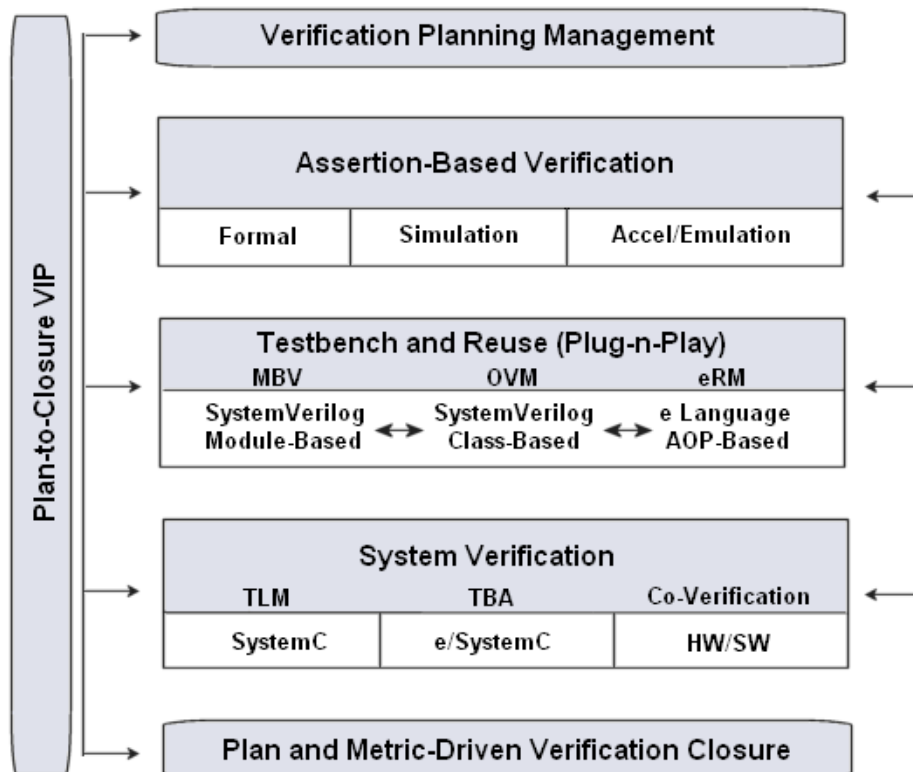 Plan-to-Closure VIP
Verification Planning Management
Assertion-Based Verification
Formal
Simulation
Accel/Emulation
Testbench and Reuse (Plug-n-Play)
MBV
OVM
eRM
SystemVerilog
Module-Based
SystemVerilog
Class-Based
e Language
AOP-Based
System Verification
TLM
TBA
Co-Verification
SystemC
e/SystemC
HW/SW
Plan and Metric-Driven Verification Closure